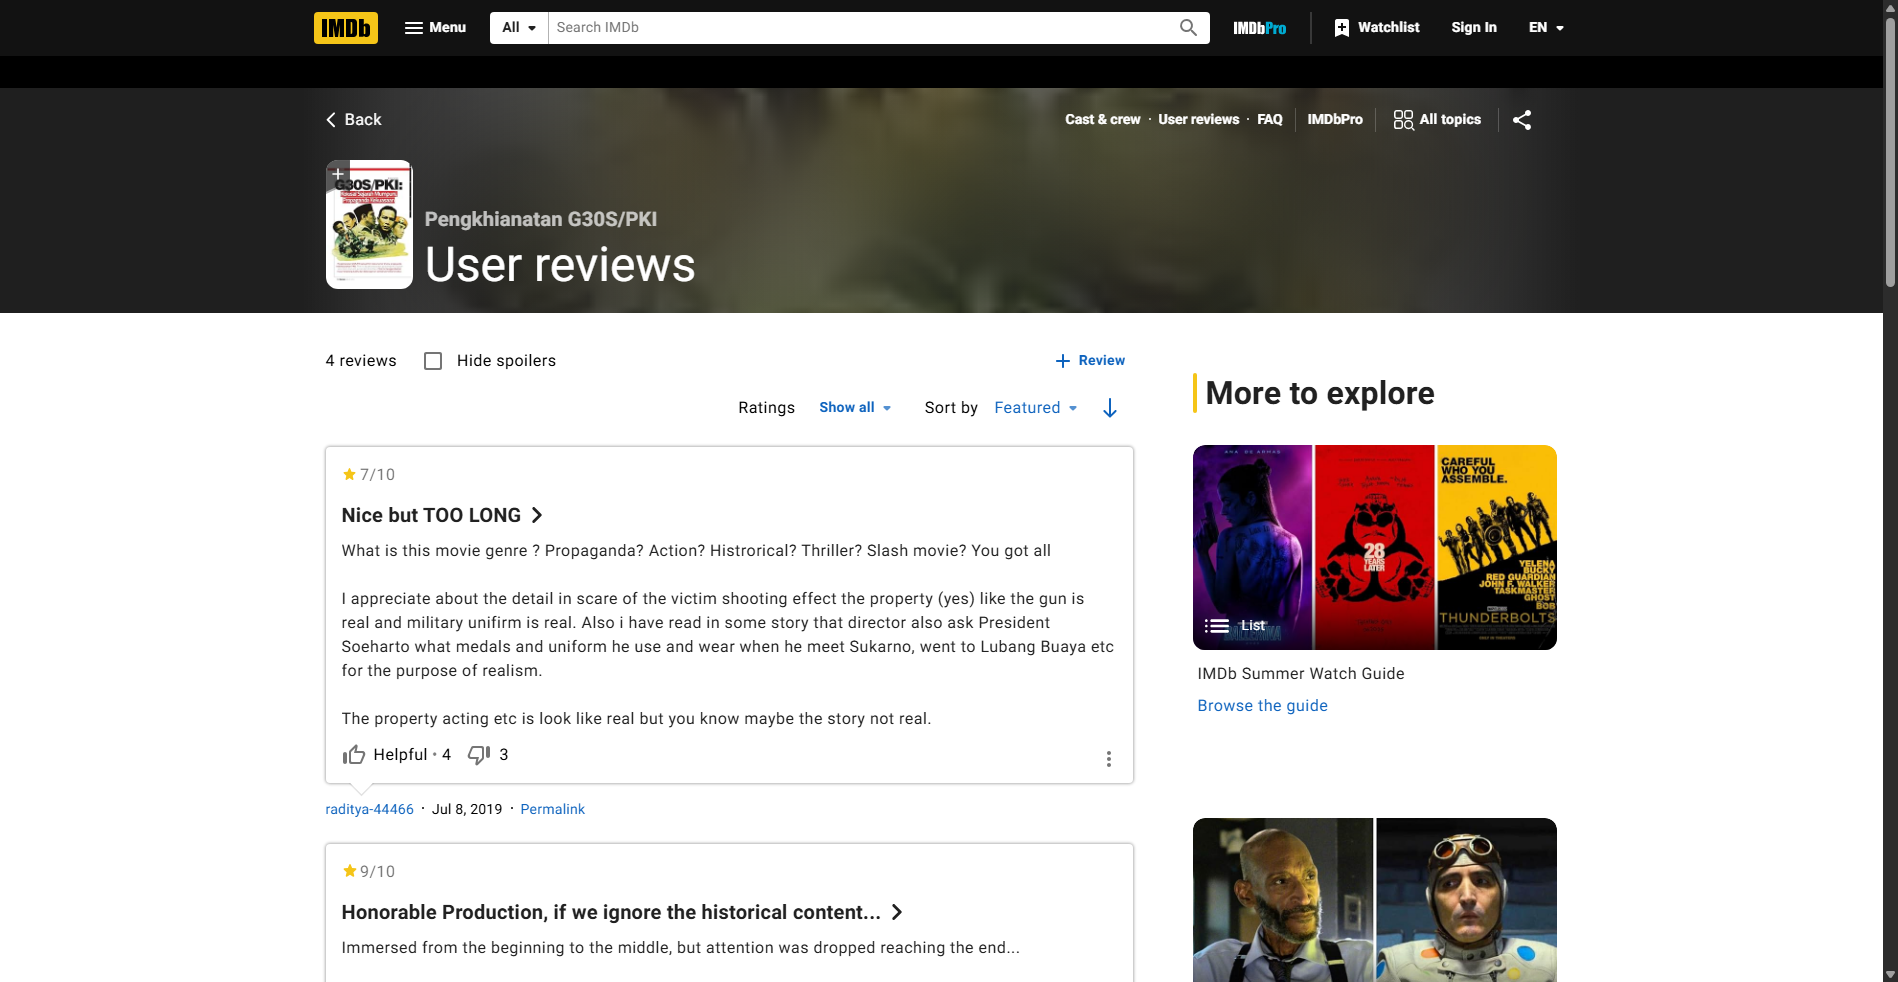 IMDb
Menu
All
Search IMDb
IMDbPro
Watchlist
Sign In
EN
Back
Cast & crew · User reviews · FAQ
IMDbPro
All topics
G30S/PKI:
Pengkhianatan G30S/PKI
User reviews
4 reviews
Hide spoilers
Review
Ratings
Show all
Sort by
Featured
More to explore
7/10
Nice but TOO LONG
What is this movie genre ? Propaganda? Action? Histrorical? Thriller? Slash movie? You got all
I appreciate about the detail in scare of the victim shooting effect the property (yes) like the gun is
real and military unifirm is real. Also i have read in some story that director also ask President
Soeharto what medals and uniform he use and wear when he meet Sukarno, went to Lubang Buaya etc
for the purpose of realism.
The property acting etc is look like real but you know maybe the story not real.
Helpful · 4
3
raditya-44466 · Jul 8, 2019 · Permalink
9/10
Honorable Production, if we ignore the historical content...
Immersed from the beginning to the middle, but attention was dropped reaching the end...
ANA DE ARMAS
28
YEARS
LATER
CAREFUL
WHO YOU
ASSEMBLE.
YELENA
BUCKY
RED GUARDIAN
JOHN F. WALKER
TASKMASTER
GHOST
BOB
THUNDERBOLTS
List
IMDb Summer Watch Guide
Browse the guide